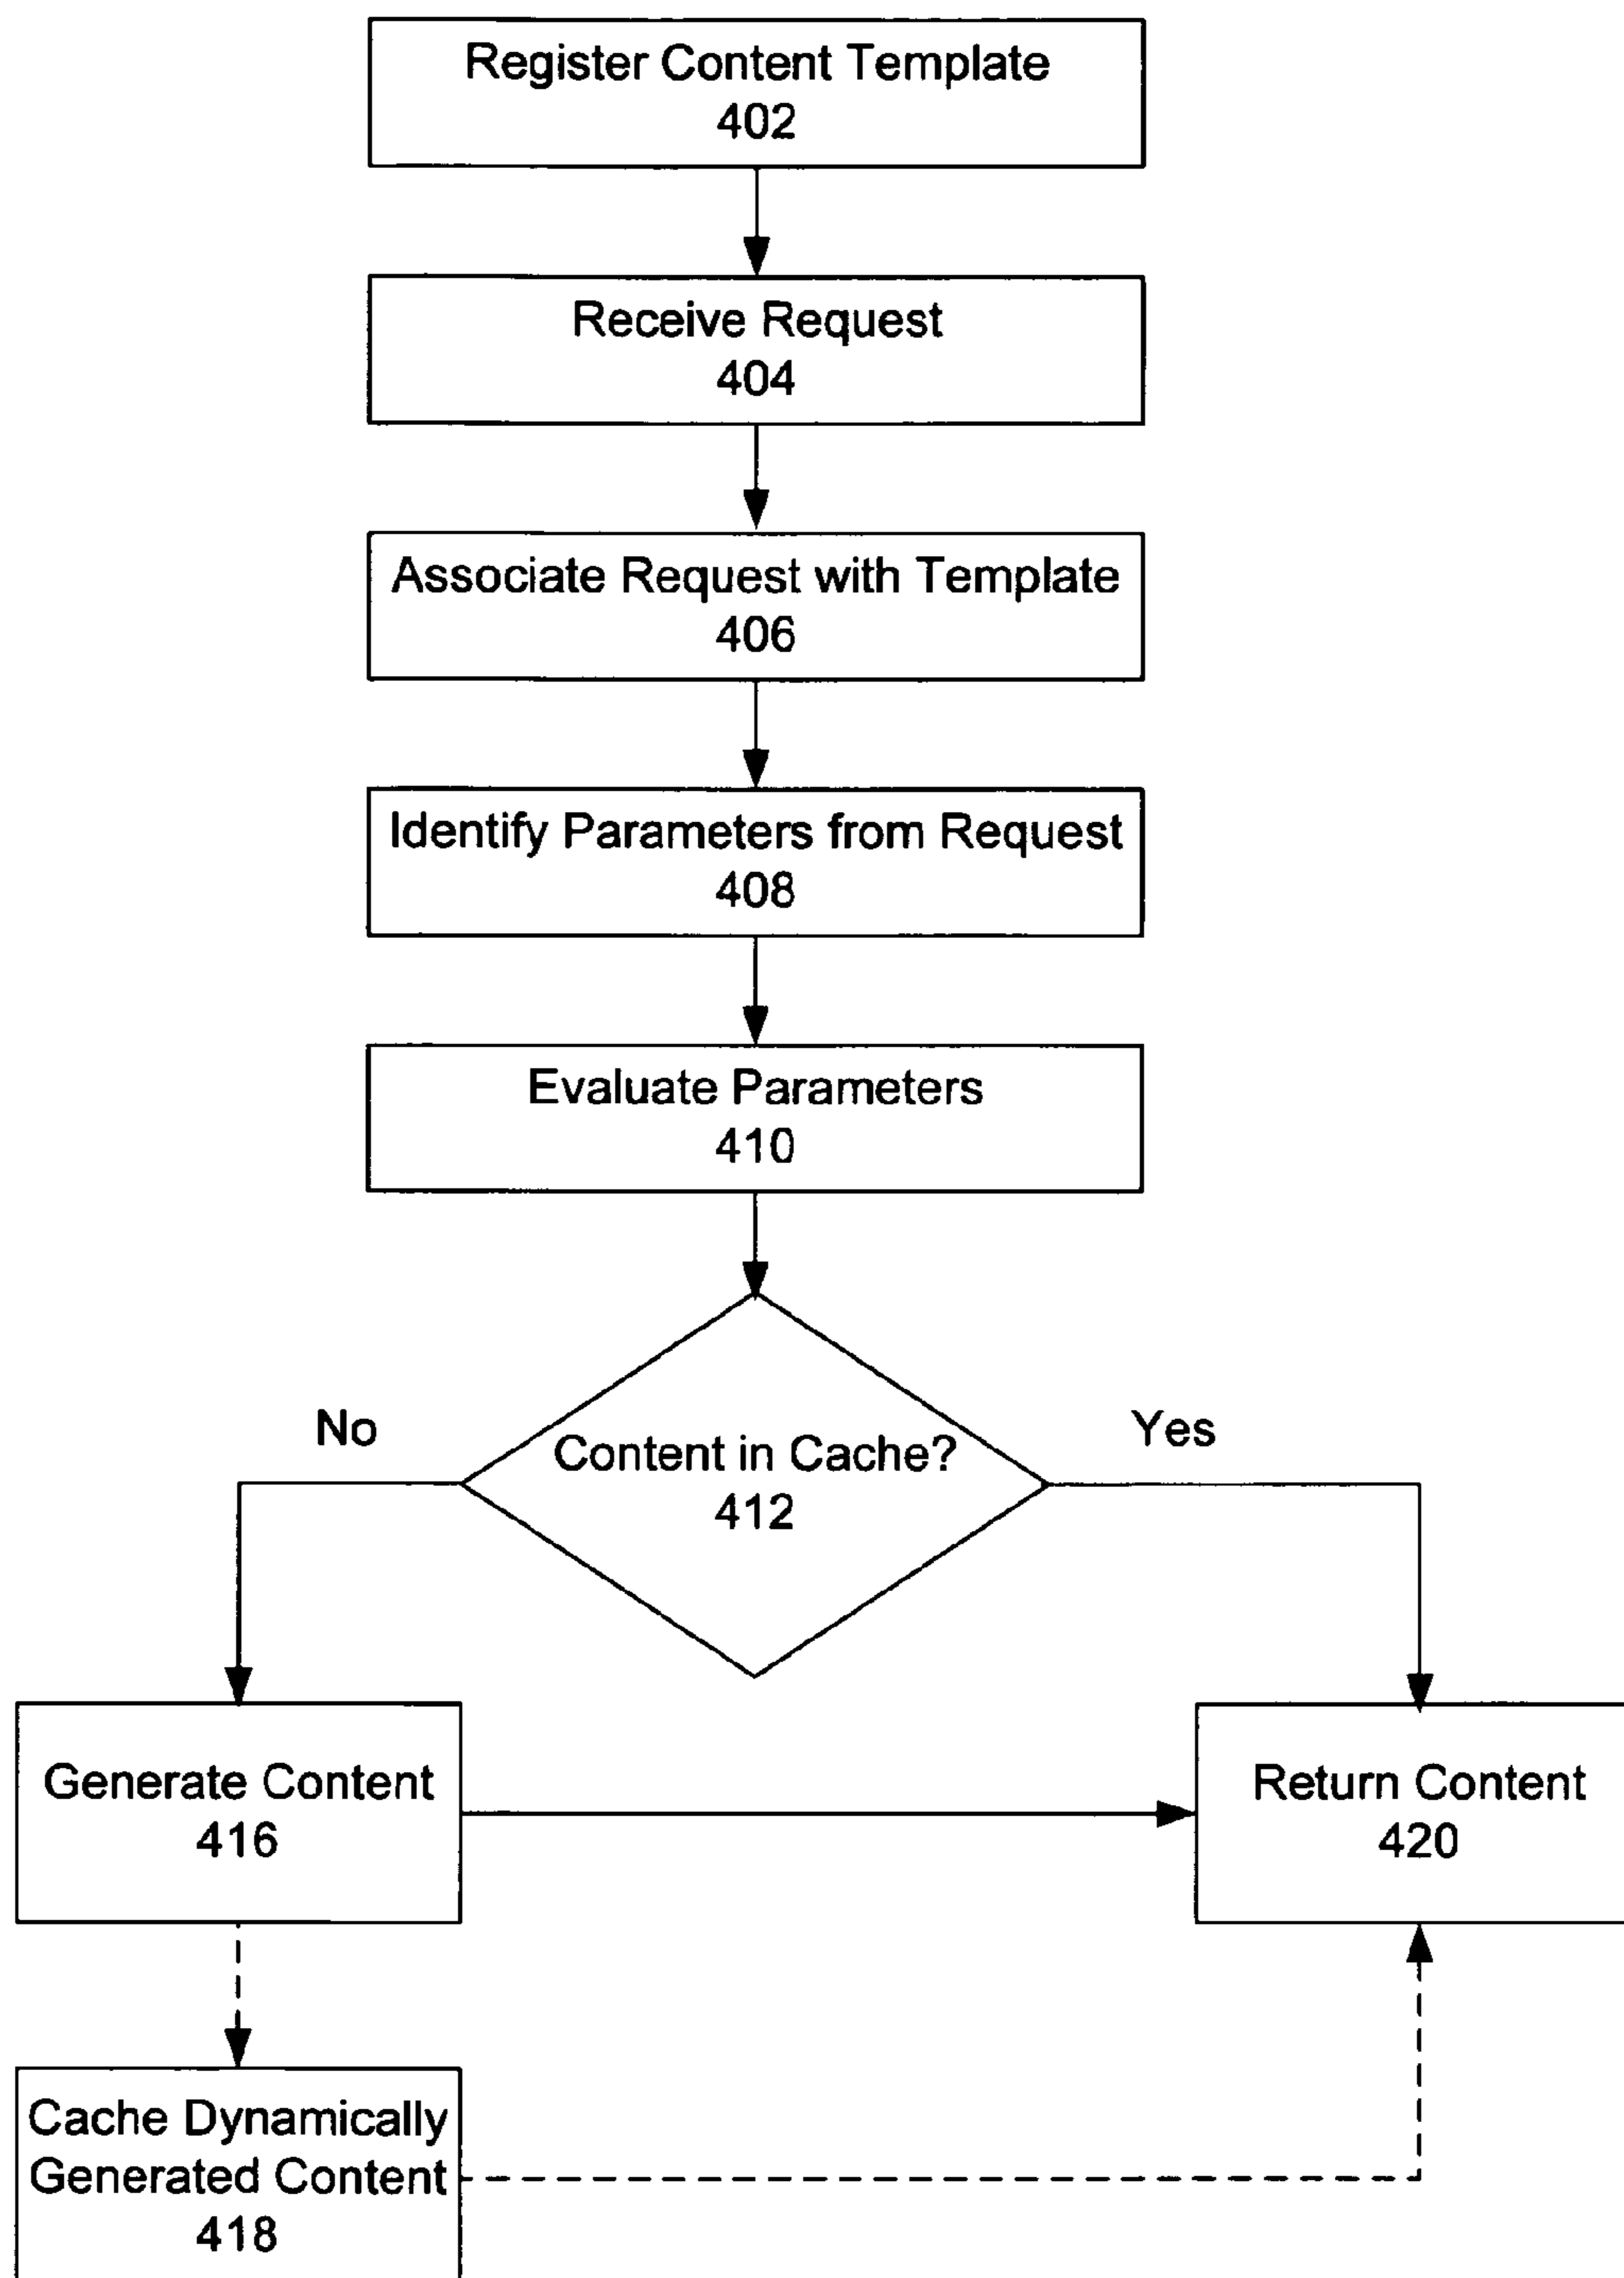 Register Content Template
402
Receive Request
404
Associate Request with Template
406
Identify Parameters from Request
408
Evaluate Parameters
410
No
Yes
Content in Cache?
412
Generate Content
416
Return Content
420
Cache Dynamically
Generated Content
418